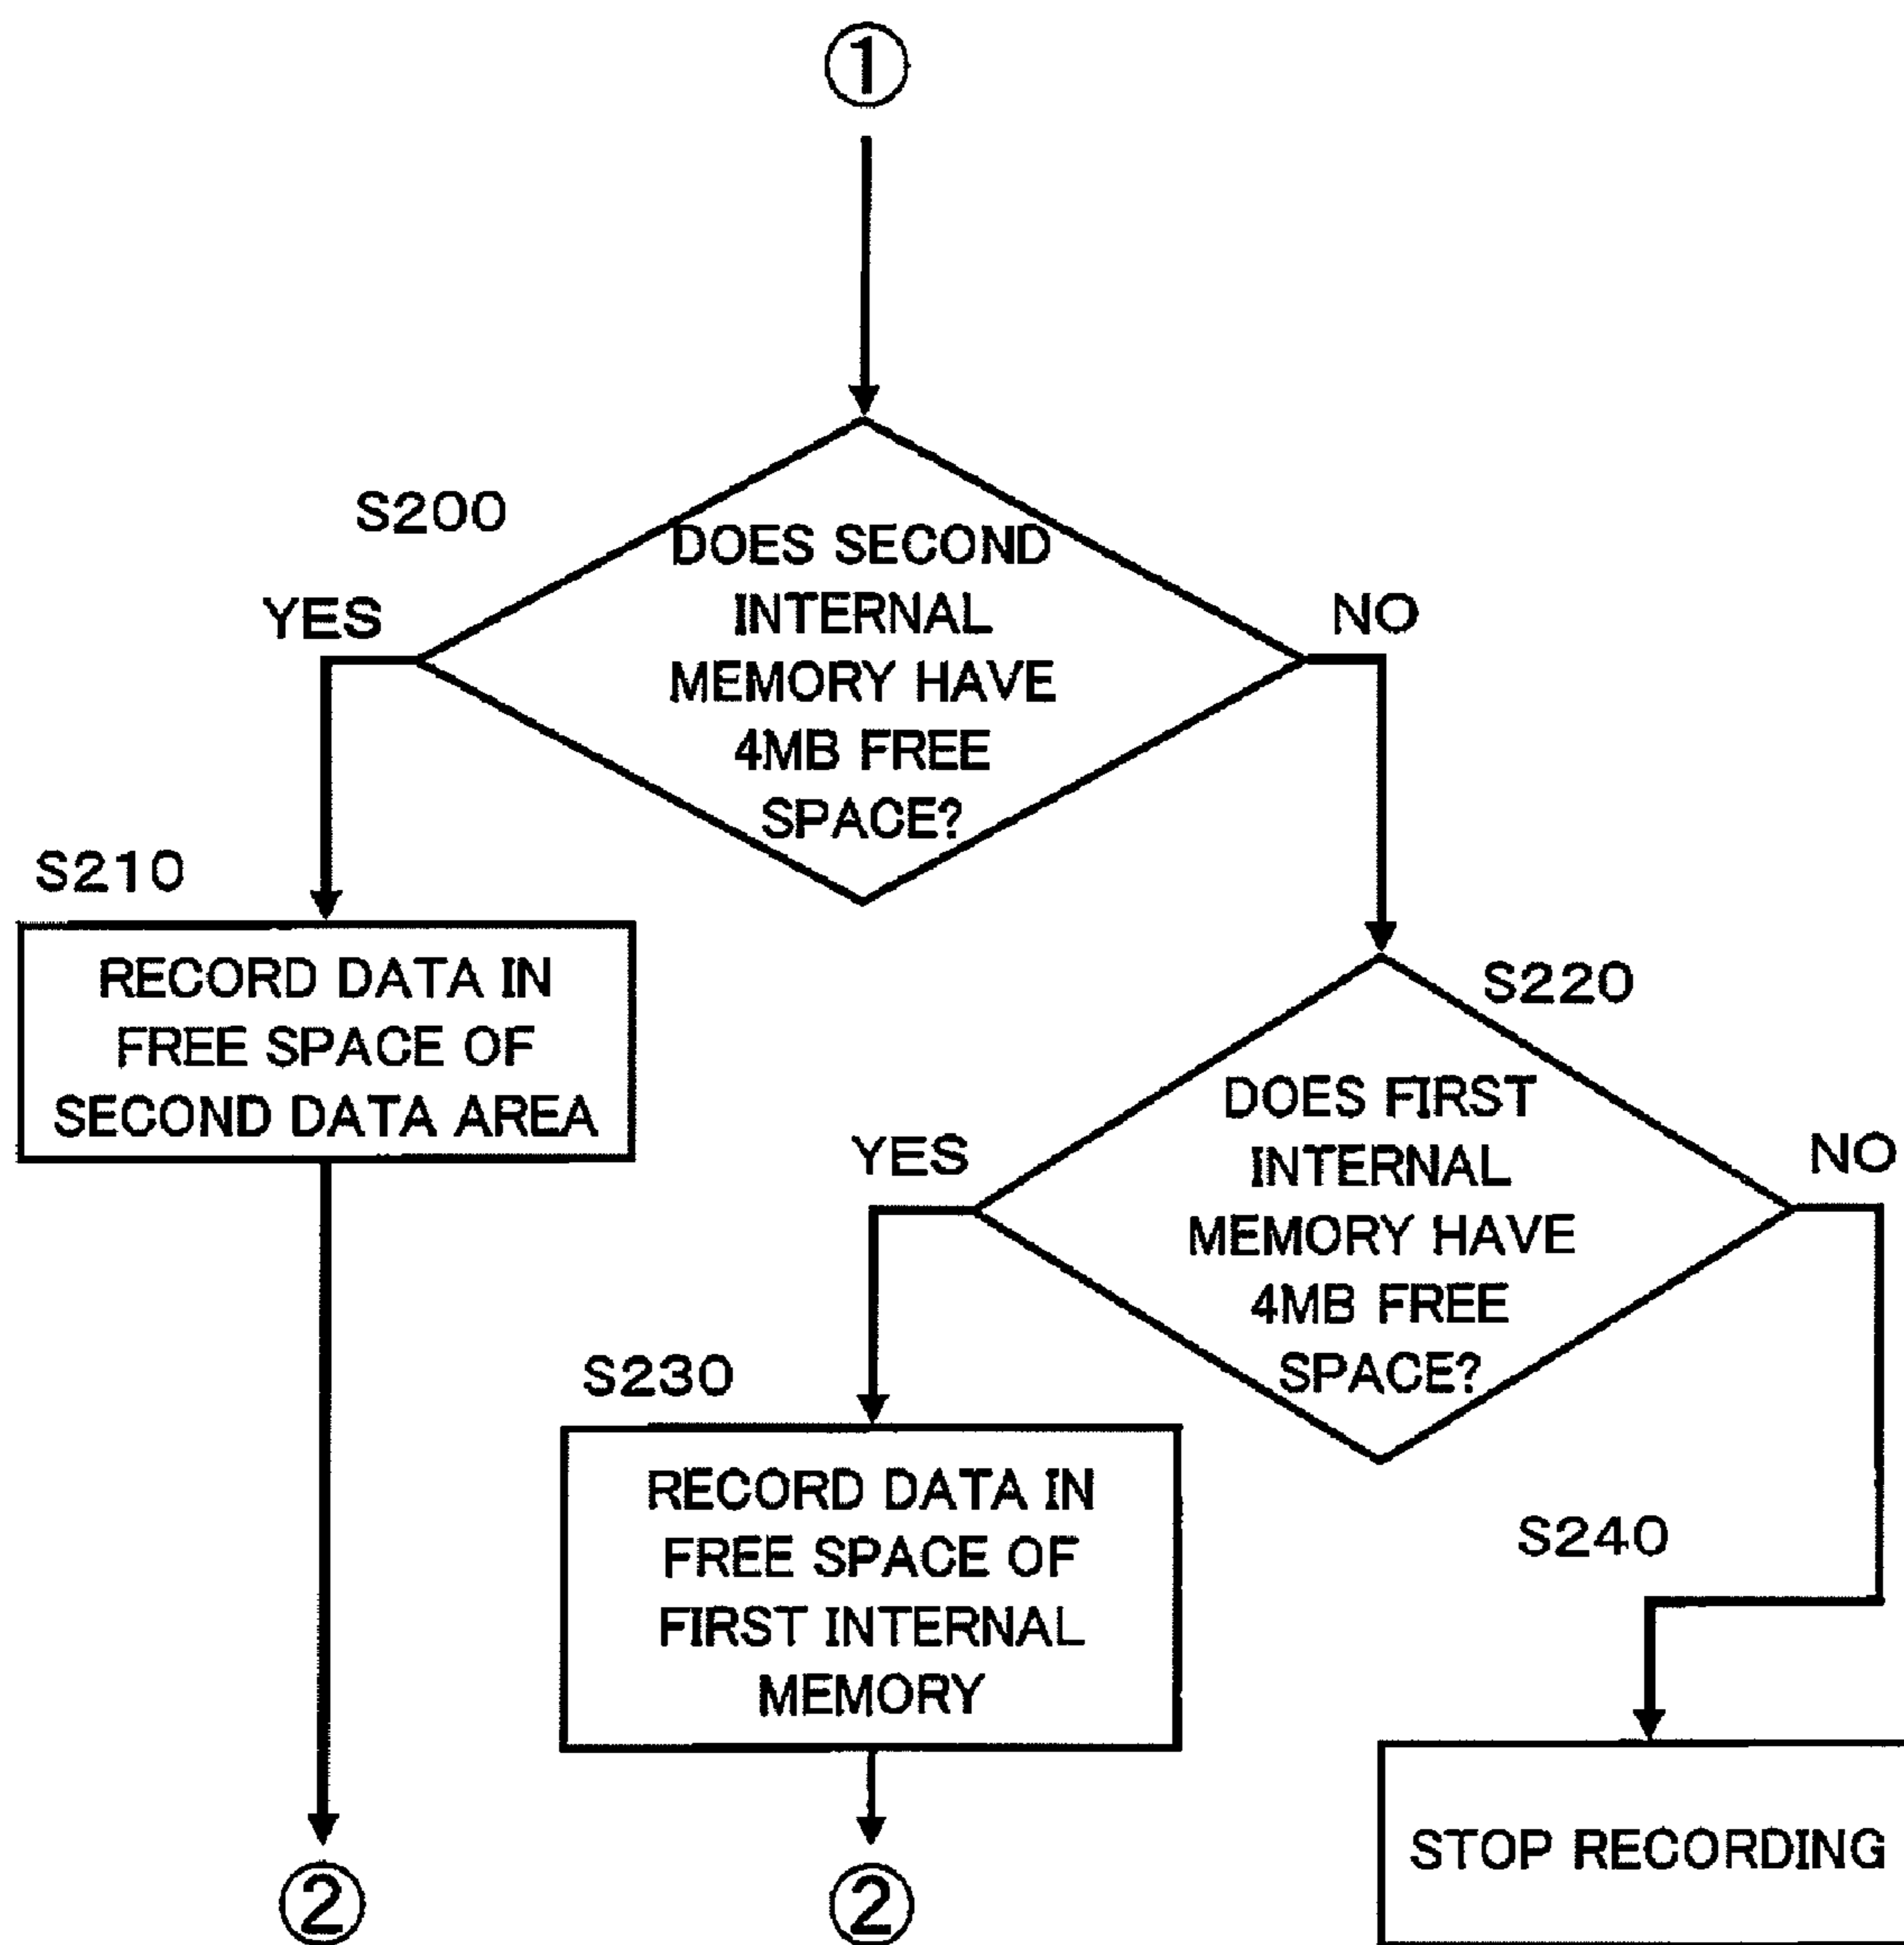 ①
S200
DOES SECOND
INTERNAL
MEMORY HAVE
4MB FREE
SPACE?
YES
NO
S210
RECORD DATA IN
FREE SPACE OF
SECOND DATA AREA
S220
DOES FIRST
INTERNAL
MEMORY HAVE
4MB FREE
SPACE?
YES
NO
S230
RECORD DATA IN
FREE SPACE OF
FIRST INTERNAL
MEMORY
S240
STOP RECORDING
②
②